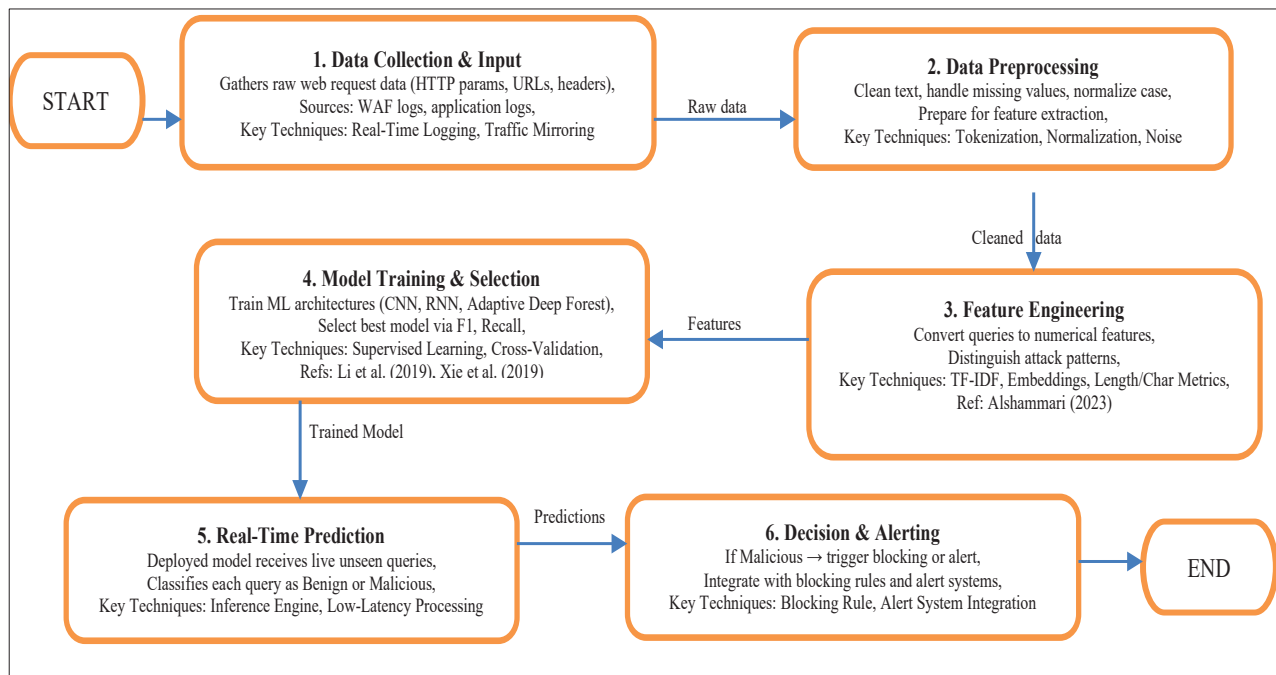 START
1. Data Collection & Input
Gathers raw web request data (HTTP params, URLs, headers),
Sources: WAF logs, application logs,
Key Techniques: Real-Time Logging, Traffic Mirroring
Raw data
2. Data Preprocessing
Clean text, handle missing values, normalize case,
Prepare for feature extraction,
Key Techniques: Tokenization, Normalization, Noise
Cleaned data
3. Feature Engineering
Convert queries to numerical features,
Distinguish attack patterns,
Key Techniques: TF-IDF, Embeddings, Length/Char Metrics,
Ref: Alshammari (2023)
Features
4. Model Training & Selection
Train ML architectures (CNN, RNN, Adaptive Deep Forest),
Select best model via F1, Recall,
Key Techniques: Supervised Learning, Cross-Validation,
Refs: Li et al. (2019), Xie et al. (2019)
Trained Model
5. Real-Time Prediction
Deployed model receives live unseen queries,
Classifies each query as Benign or Malicious,
Key Techniques: Inference Engine, Low-Latency Processing
Predictions
6. Decision & Alerting
If Malicious → trigger blocking or alert,
Integrate with blocking rules and alert systems,
Key Techniques: Blocking Rule, Alert System Integration
END